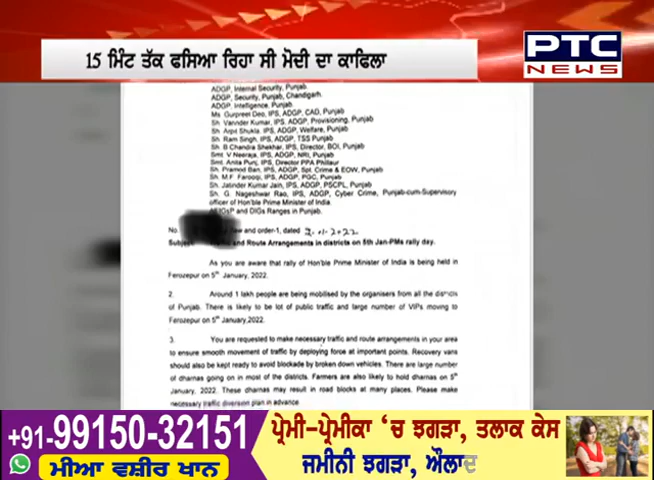 15 ਮਿੰਟ ਤੱਕ ਫਸਿਆ ਰਿਹਾ ਸੀ ਮੋਦੀ ਦਾ ਕਾਫਿਲਾ
PTC
NEWS
ADGP, Internal Security, Punjab.
ADGP, Security, Punjab, Chandigarh.
ADGP, Intelligence, Punjab.
Ms. Gurpreet Deo, IPS, ADGP, CAD, Punjab
Sh. Varinder Kumar, IPS, ADGP, Provisioning, Punjab
Sh. Arpit Shukla, IPS, ADGP, Welfare, Punjab
Sh. Ram Singh, IPS, ADGP, TSS Punjab
Sh. B Chandra Shekhar, IPS, Director, BOI, Punjab
Smt. V Neeraja, IPS, ADGP, NRI, Punjab
Smt. Anita Punj, IPS, Director PPA Phillaur
Sh. Pramod Ban, IPS, ADGP, Spl. Crime & EOW, Punjab
Sh. M.F. Farooqi, IPS, ADGP, PGC, Punjab
Sh. Jatinder Kumar Jain, IPS, ADGP, PSCPL, Punjab
Sh. G. Nageshwar Rao, IPS, ADGP, Cyber Crime, Punjab-cum-Supervisory
officer of Hon'ble Prime Minister of India.
and DIGs Ranges in Punjab.
No. and order-1, dated 3-01-2022
Subject and Route Arrangements in districts on 5th Jan-PMs rally day.
As you are aware that rally of Hon'ble Prime Minister of India is being held in
Ferozepur on 5th January, 2022.
2. Around 1 lakh people are being mobilised by the organisers from all the districts
of Punjab. There is likely to be lot of public traffic and large number of VIPs moving to
Ferozepur on 5th January,2022.
3. You are requested to make necessary traffic and route arrangements in your area
to ensure smooth movement of traffic by deploying force at important points. Recovery vans
should also be kept ready to avoid blockade by broken down vehicles. There are large
number of dharnas going on in most of the districts. Farmers are also likely to hold dharnas on 5th
January, 2022. These dharnas may result in road blocks at many places. Please make
necessary traffic diversion plan in advance
+91-99150-32151
ਮੀਆ ਵਸ਼ੀਰ ਖਾਨ
ਪ੍ਰੇਮੀ-ਪ੍ਰੇਮੀਕਾ ‘ਚ ਝਗੜਾ, ਤਲਾਕ ਕੇਸ
ਜਮੀਨੀ ਝਗੜਾ, ਔਲਾਦ